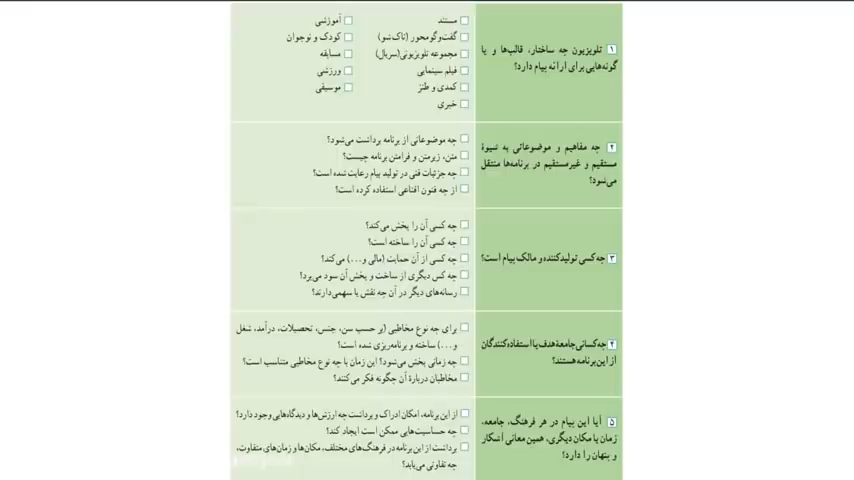 ۱ تلویزیون چه ساختار، قالب‌ها و یا
گونه‌هایی برای ارائه پیام دارد؟
مستند
گفت‌وگومحور (تاک‌شو)
مجموعه تلویزیونی(سریال)
فیلم سینمایی
کمدی و طنز
خبری
آموزشی
کودک و نوجوان
مسابقه
ورزشی
موسیقی
۲ چه مفاهیم و موضوعاتی به شیوهٔ
مستقیم و غیرمستقیم در برنامه‌ها منتقل
می‌شود؟
چه موضوعاتی از برنامه برداشت می‌شود؟
متن، زیرمتن و فرامتن برنامه چیست؟
چه جزئیات فنی در تولید پیام رعایت شده است؟
از چه فنون اقناعی استفاده کرده است؟
۳ چه کسی تولیدکننده و مالک پیام است؟
چه کسی آن را پخش می‌کند؟
چه کسی آن را ساخته است؟
چه کسی از آن حمایت (مالی و...) می‌کند؟
چه کس دیگری از ساخت و پخش آن سود می‌برد؟
رسانه‌های دیگر در آن چه نقش یا سهمی‌دارند؟
۴ چه کسانی جامعهٔ هدف یا استفاده‌کنندگان
از این برنامه هستند؟
برای چه نوع مخاطبی (بر حسب سن، جنس، تحصیلات، درآمد، شغل
و...) ساخته و برنامه‌ریزی شده است؟
چه زمانی پخش می‌شود؟ این زمان با چه نوع مخاطبی متناسب است؟
مخاطبان دربارهٔ آن چگونه فکر می‌کنند؟
۵ آیا این پیام در هر فرهنگ، جامعه،
زمان یا مکان دیگری، همین معانی آشکار
و پنهان را دارد؟
از این برنامه، امکان ادراک و برداشت چه ارزش‌ها و دیدگاه‌هایی وجود دارد؟
چه حساسیت‌هایی ممکن است ایجاد کند؟
برداشت از این برنامه در فرهنگ‌های مختلف، مکان‌ها و زمان‌های متفاوت،
چه تفاوتی می‌یابد؟